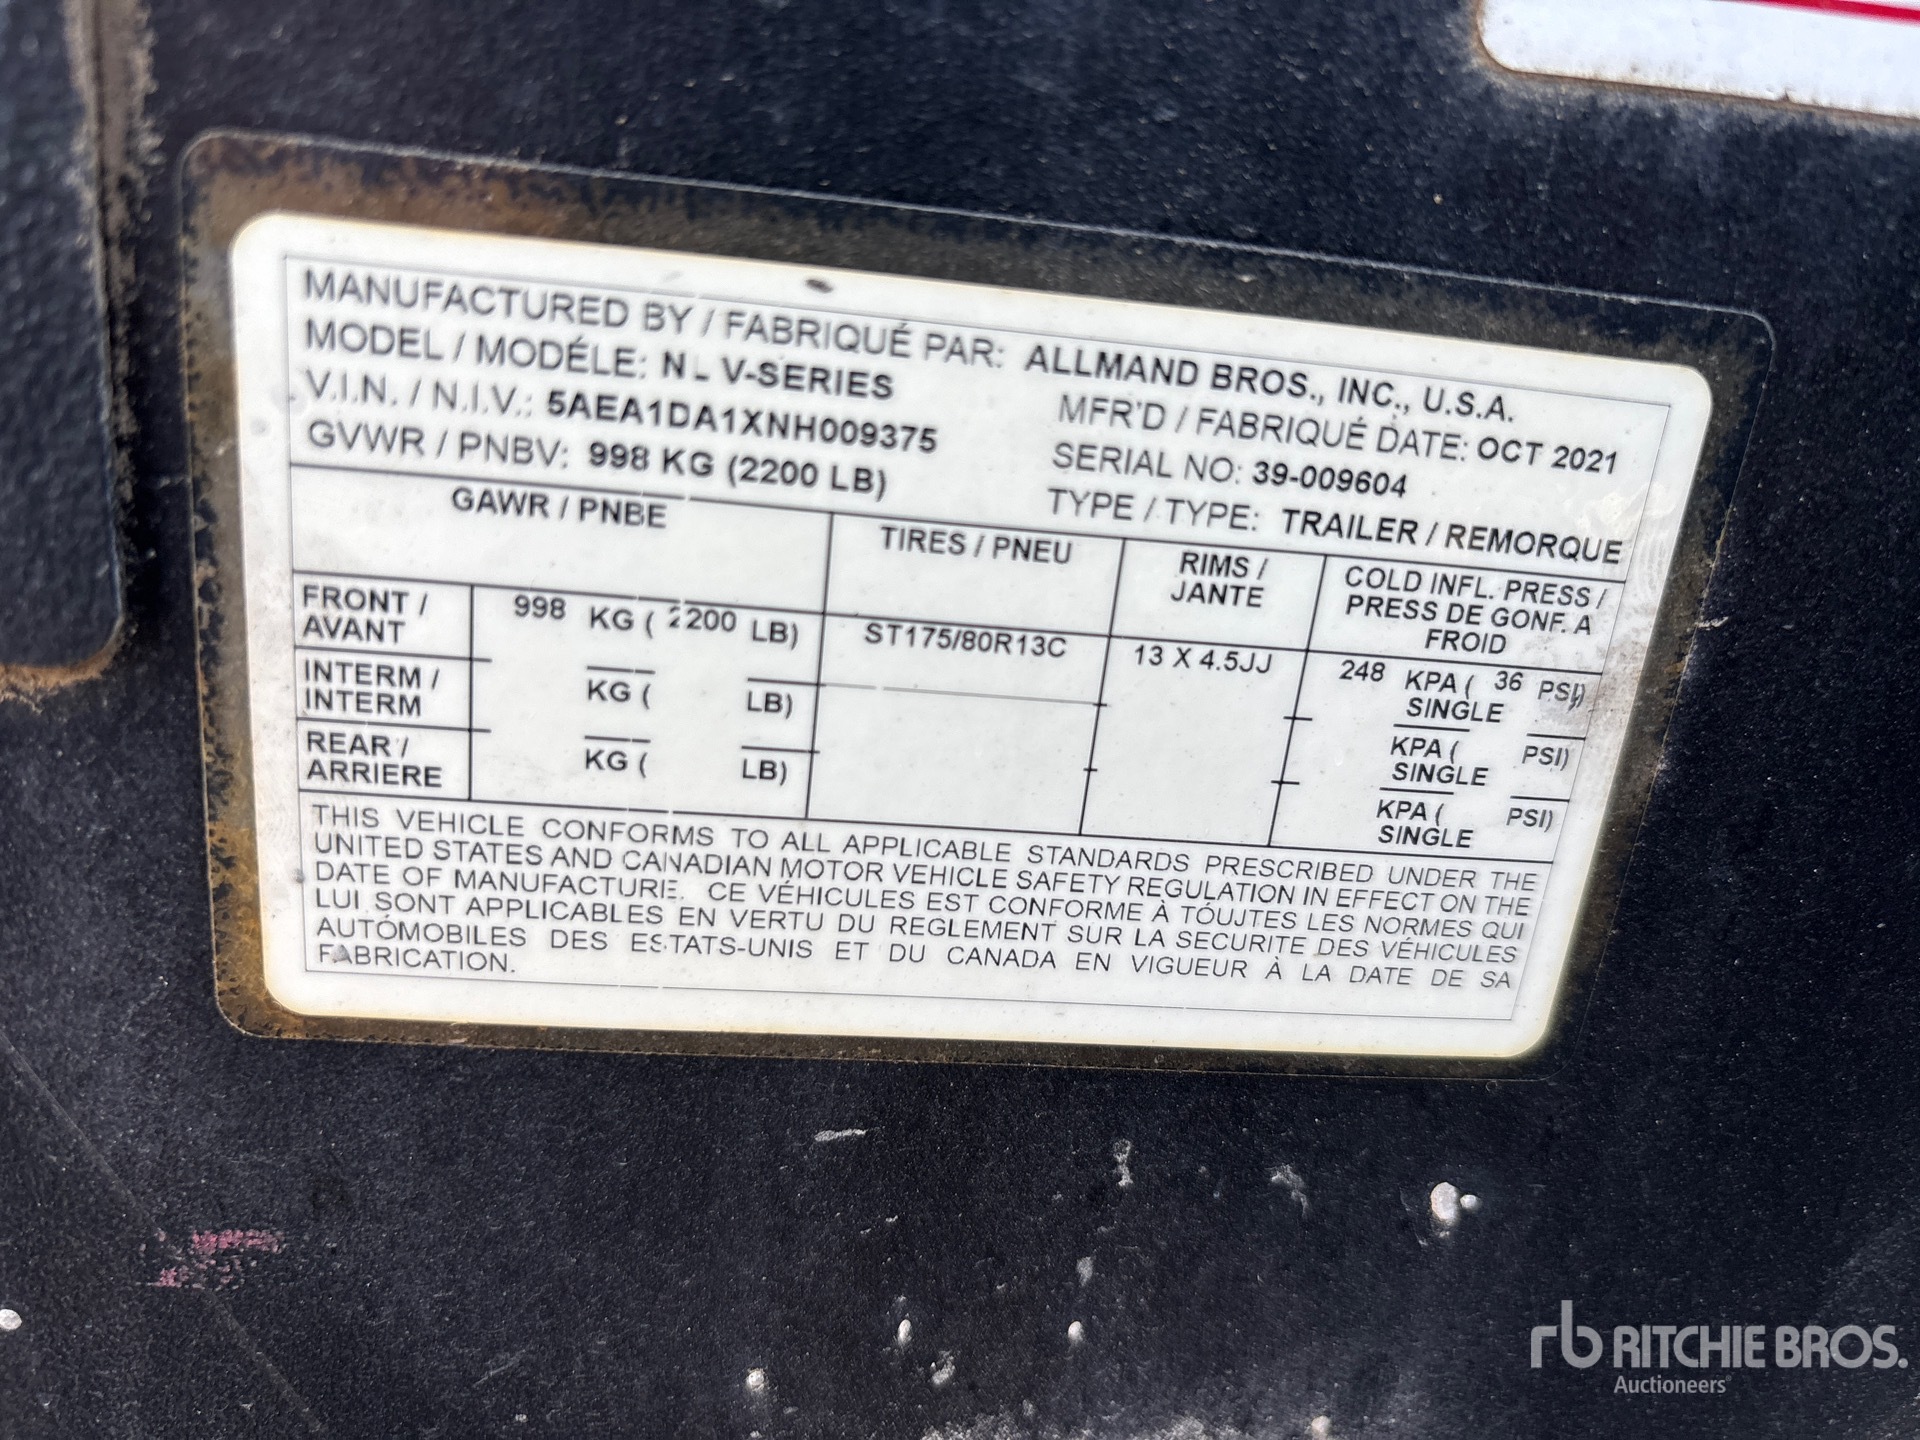 MANUFACTURED BY / FABRIQUÉ PAR: ALLMAND BROS., INC., U.S.A.
MODEL / MODÉLE: V-SERIES MFR'D / FABRIQUÉ DATE: OCT 2021
V.I.N. / N.I.V.: 5AEA1DA1XNH009375 SERIAL NO: 39-009604
GVWR / PNBV: 998 KG (2200 LB) TYPE / TYPE: TRAILER / REMORQUE
GAWR / PNBE TIRES / PNEU RIMS / JANTE COLD INFL. PRESS / PRESS DE GONF. A FROID
FRONT / AVANT 998 KG ( 2200 LB) ST175/80R13C 13 X 4.5JJ 248 KPA ( 36 PSI) SINGLE
INTERM / INTERM KG ( LB) KPA ( PSI) SINGLE
REAR / ARRIERE KG ( LB) KPA ( PSI) SINGLE
THIS VEHICLE CONFORMS TO ALL APPLICABLE STANDARDS PRESCRIBED UNDER THE
UNITED STATES AND CANADIAN MOTOR VEHICLE SAFETY REGULATION IN EFFECT ON THE
DATE OF MANUFACTURE. CE VÉHICULES EST CONFORME À TÓUJTES LES NORMES QUI
LUI SONT APPLICABLES EN VERTU DU REGLEMENT SUR LA SECURITE DES VÉHICULES
AUTÓMOBILES DES ESTATS-UNIS ET DU CANADA EN VIGUEUR À LA DATE DE SA
FABRICATION.
rb RITCHIE BROS.
Auctioneers